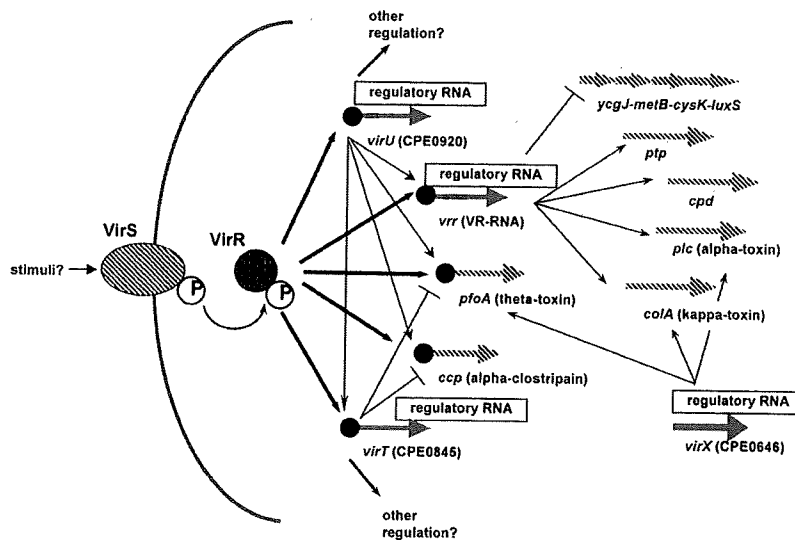 other
regulation?
regulatory RNA
virU (CPE0920)
ycgJ-metB-cysK-luxS
ptp
regulatory RNA
vrr (VR-RNA)
cpd
plc (alpha-toxin)
VirS
VirR
stimuli?
P
P
pfoA (theta-toxin)
colA (kappa-toxin)
ccp (alpha-clostripain)
regulatory RNA
virT (CPE0845)
regulatory RNA
virX (CPE0646)
other
regulation?